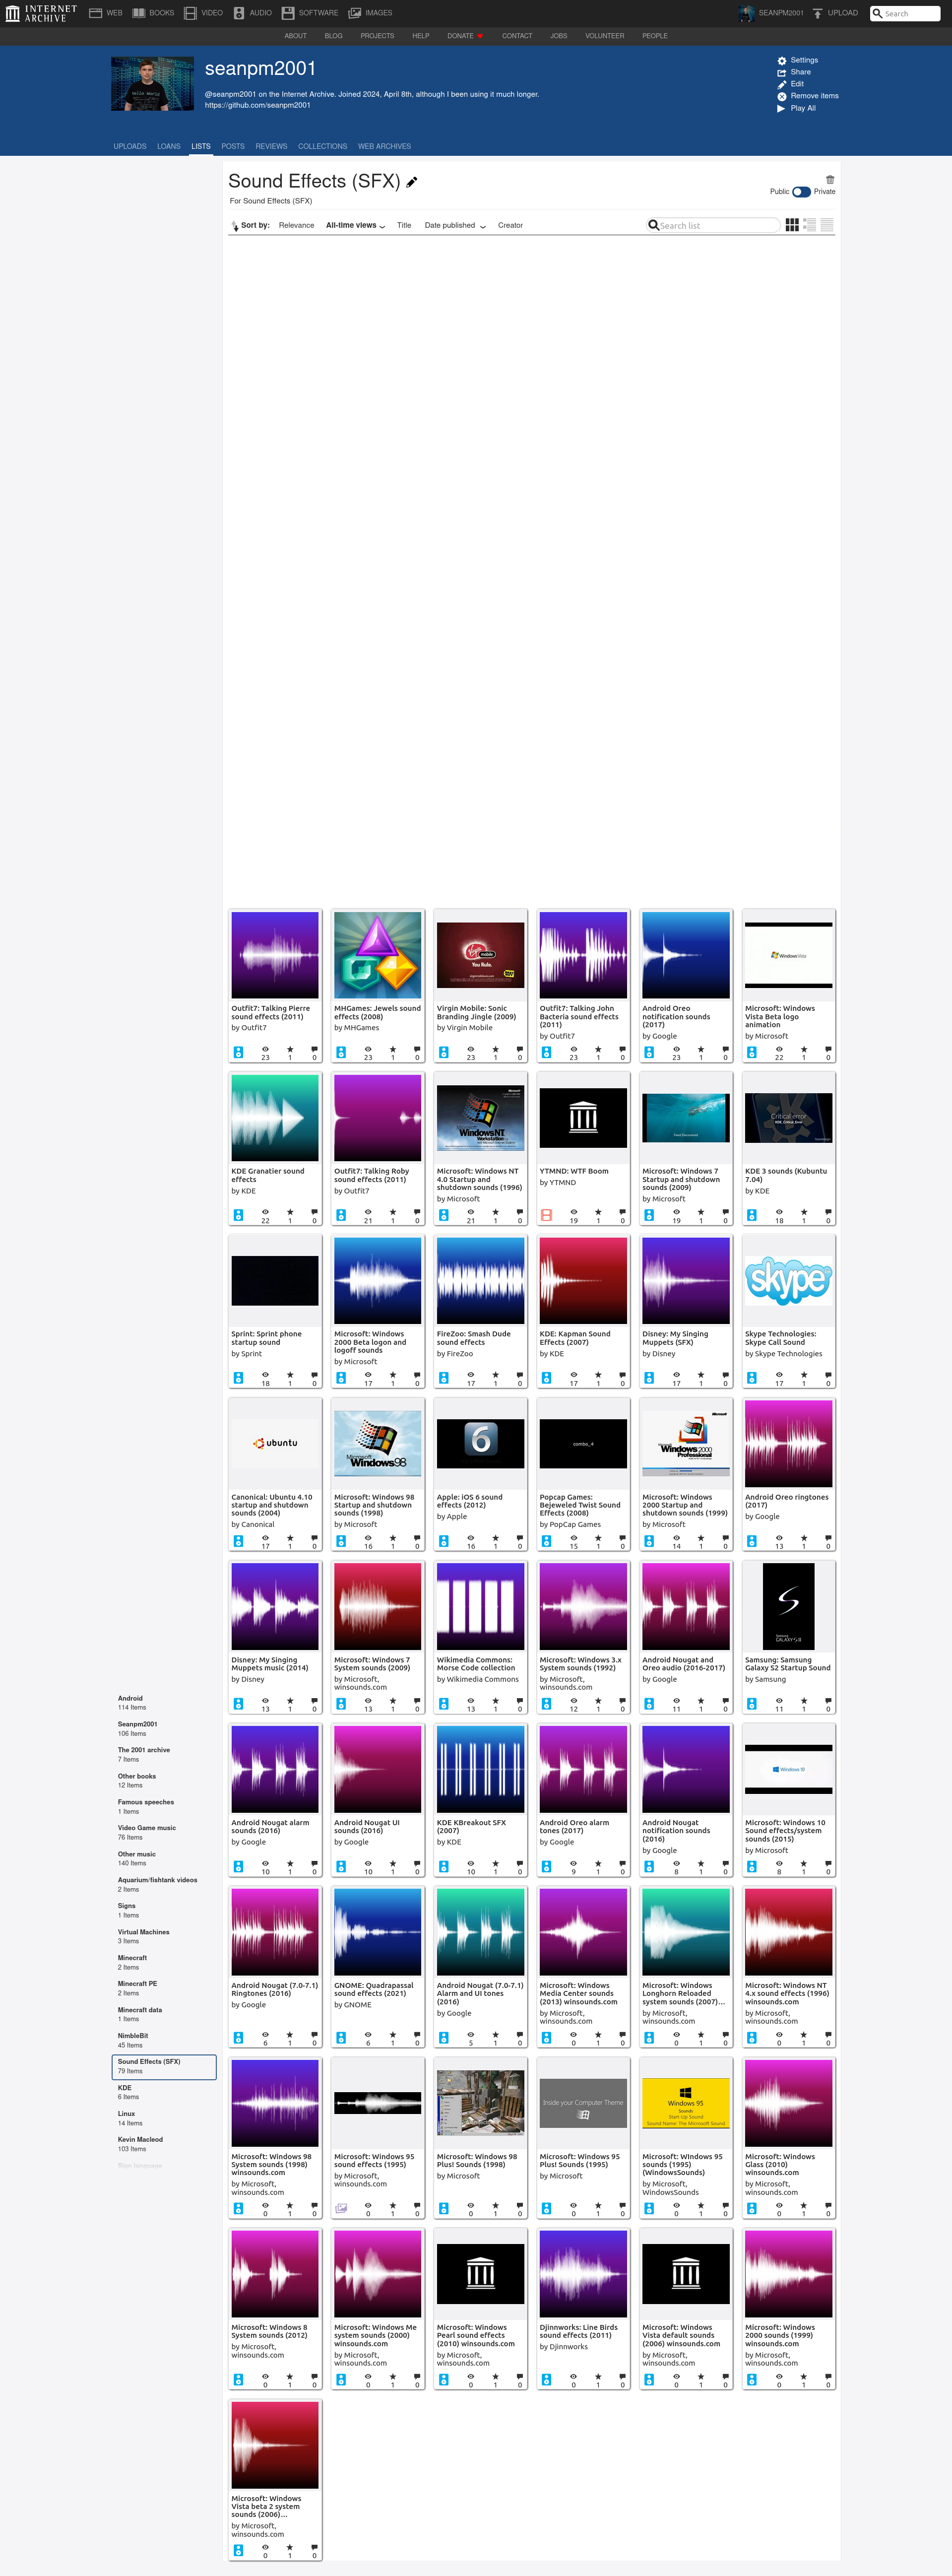 INTERNET ARCHIVE
WEB
BOOKS
VIDEO
AUDIO
SOFTWARE
IMAGES
SEANPM2001
UPLOAD
Search
ABOUT
BLOG
PROJECTS
HELP
DONATE
CONTACT
JOBS
VOLUNTEER
PEOPLE
seanpm2001
@seanpm2001 on the Internet Archive. Joined 2024, April 8th, although I been using it much longer.
https://github.com/seanpm2001
Settings
Share
Edit
Remove items
Play All
UPLOADS
LOANS
LISTS
POSTS
REVIEWS
COLLECTIONS
WEB ARCHIVES
Sound Effects (SFX)
For Sound Effects (SFX)
Public
Private
Sort by:
Relevance
All-time views
Title
Date published
Creator
Search list
Android
114 Items
Seanpm2001
106 Items
The 2001 archive
7 Items
Other books
12 Items
Famous speeches
1 Items
Video Game music
76 Items
Other music
140 Items
Aquarium/fishtank videos
2 Items
Signs
1 Items
Virtual Machines
3 Items
Minecraft
2 Items
Minecraft PE
2 Items
Minecraft data
1 Items
NimbleBit
45 Items
Sound Effects (SFX)
79 Items
KDE
6 Items
Linux
14 Items
Kevin Macleod
103 Items
Sign language
Outfit7: Talking Pierre
sound effects (2011)
by Outfit7
23 1 0
MHGames: Jewels sound
effects (2008)
by MHGames
23 1 0
Virgin Mobile: Sonic
Branding Jingle (2009)
by Virgin Mobile
23 1 0
Outfit7: Talking John
Bacteria sound effects
(2011)
by Outfit7
23 1 0
Android Oreo
notification sounds
(2017)
by Google
23 1 0
Microsoft: Windows
Vista Beta logo
animation
by Microsoft
22 1 0
KDE Granatier sound
effects
by KDE
22 1 0
Outfit7: Talking Roby
sound effects (2011)
by Outfit7
21 1 0
Microsoft: Windows NT
4.0 Startup and
shutdown sounds (1996)
by Microsoft
21 1 0
YTMND: WTF Boom
by YTMND
19 1 0
Microsoft: Windows 7
Startup and shutdown
sounds (2009)
by Microsoft
19 1 0
Critical error
KDE 3 sounds (Kubuntu
7.04)
by KDE
18 1 0
Sprint: Sprint phone
startup sound
by Sprint
18 1 0
Microsoft: Windows
2000 Beta logon and
logoff sounds
by Microsoft
17 1 0
FireZoo: Smash Dude
sound effects
by FireZoo
17 1 0
KDE: Kapman Sound
Effects (2007)
by KDE
17 1 0
Disney: My Singing
Muppets (SFX)
by Disney
17 1 0
skype
Skype Technologies:
Skype Call Sound
by Skype Technologies
17 1 0
ubuntu
Canonical: Ubuntu 4.10
startup and shutdown
sounds (2004)
by Canonical
17 1 0
Microsoft
Windows98
Microsoft: Windows 98
Startup and shutdown
sounds (1998)
by Microsoft
16 1 0
6
Apple: iOS 6 sound
effects (2012)
by Apple
16 1 0
combo_4
Popcap Games:
Bejeweled Twist Sound
Effects (2008)
by PopCap Games
15 1 0
Windows 2000
Professional
Microsoft: Windows
2000 Startup and
shutdown sounds (1999)
by Microsoft
14 1 0
Android Oreo ringtones
(2017)
by Google
13 1 0
Disney: My Singing
Muppets music (2014)
by Disney
13 1 0
Microsoft: Windows 7
System sounds (2009)
by Microsoft,
winsounds.com
13 1 0
Wikimedia Commons:
Morse Code collection
by Wikimedia Commons
13 1 0
Microsoft: Windows 3.x
System sounds (1992)
by Microsoft,
winsounds.com
12 1 0
Android Nougat and
Oreo audio (2016-2017)
by Google
11 1 0
Samsung
GALAXY S II
Samsung: Samsung
Galaxy S2 Startup Sound
by Samsung
11 1 0
Android Nougat alarm
sounds (2016)
by Google
10 1 0
Android Nougat UI
sounds (2016)
by Google
10 1 0
KDE KBreakout SFX
(2007)
by KDE
10 1 0
Android Oreo alarm
tones (2017)
by Google
9 1 0
Android Nougat
notification sounds
(2016)
by Google
8 1 0
Windows 10
Microsoft: Windows 10
Sound effects/system
sounds (2015)
by Microsoft
8 1 0
Android Nougat (7.0-7.1)
Ringtones (2016)
by Google
6 1 0
GNOME: Quadrapassal
sound effects (2021)
by GNOME
6 1 0
Android Nougat (7.0-7.1)
Alarm and UI tones
(2016)
by Google
5 1 0
Microsoft: Windows
Media Center sounds
(2013) winsounds.com
by Microsoft,
winsounds.com
0 1 0
Microsoft: Windows
Longhorn Reloaded
system sounds (2007)...
by Microsoft,
winsounds.com
0 1 0
Microsoft: Windows NT
4.x sound effects (1996)
winsounds.com
by Microsoft,
winsounds.com
0 1 0
Microsoft: Windows 98
System sounds (1998)
winsounds.com
by Microsoft,
winsounds.com
0 1 0
Microsoft: Windows 95
sound effects (1995)
by Microsoft,
winsounds.com
0 1 0
Microsoft: Windows 98
Plus! Sounds (1998)
by Microsoft
0 1 0
Inside your Computer Theme
Microsoft: Windows 95
Plus! Sounds (1995)
by Microsoft
0 1 0
Windows 95
Sounds
Start Up Sound
Sound Name: The Microsoft Sound
Microsoft: WIndows 95
sounds (1995)
(WindowsSounds)
by Microsoft,
WindowsSounds
0 1 0
Microsoft: Windows
Glass (2010)
winsounds.com
by Microsoft,
winsounds.com
0 1 0
Microsoft: Windows 8
System sounds (2012)
by Microsoft,
winsounds.com
0 1 0
Microsoft: Windows Me
system sounds (2000)
winsounds.com
by Microsoft,
winsounds.com
0 1 0
Microsoft: Windows
Pearl sound effects
(2010) winsounds.com
by Microsoft,
winsounds.com
0 1 0
Djinnworks: Line Birds
sound effects (2011)
by Djinnworks
0 1 0
Microsoft: Windows
Vista default sounds
(2006) winsounds.com
by Microsoft,
winsounds.com
0 1 0
Microsoft: Windows
2000 sounds (1999)
winsounds.com
by Microsoft,
winsounds.com
0 1 0
Microsoft: Windows
Vista beta 2 system
sounds (2006)...
by Microsoft,
winsounds.com
0 1 0